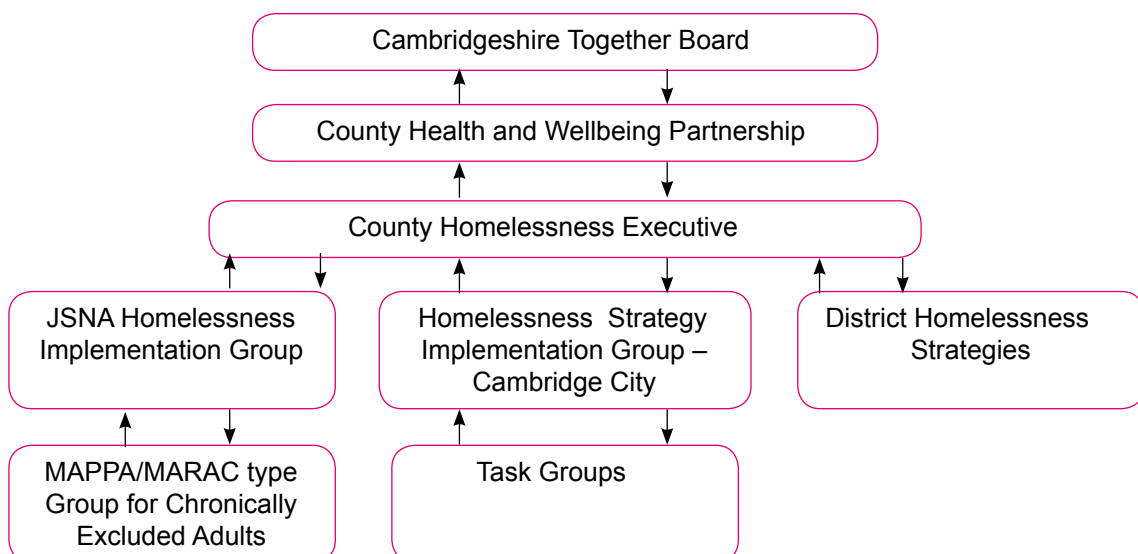 Cambridgeshire Together Board
County Health and Wellbeing Partnership
County Homelessness Executive
JSNA Homelessness
Implementation Group
Homelessness Strategy
Implementation Group –
Cambridge City
District Homelessness
Strategies
MAPPA/MARAC type
Group for Chronically
Excluded Adults
Task Groups